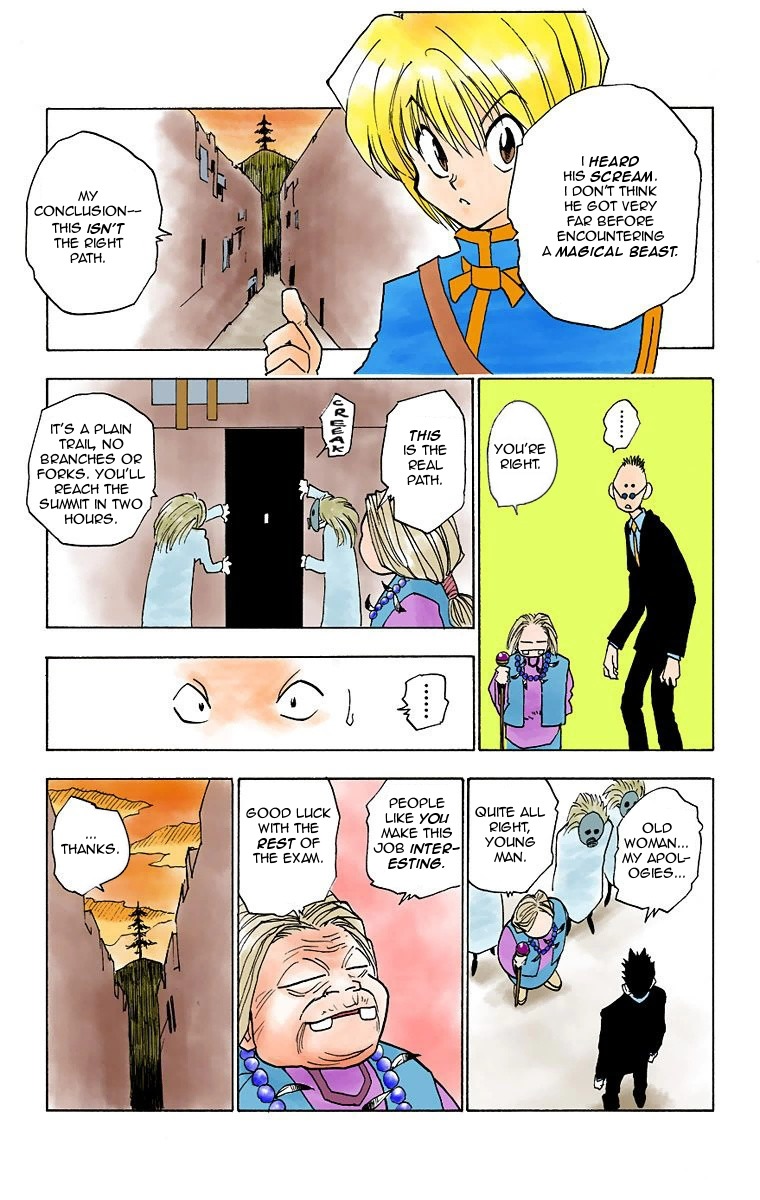 I HEARD
HIS SCREAM.
I DON'T THINK
HE GOT VERY
FAR BEFORE
ENCOUNTERING
A MAGICAL BEAST.
MY
CONCLUSION--
THIS ISN'T
THE RIGHT
PATH.
.....
YOU'RE
RIGHT.
THIS
IS THE
REAL
PATH.
CREEAK
IT'S A PLAIN
TRAIL, NO
BRANCHES OR
FORKS. YOU'LL
REACH THE
SUMMIT IN TWO
HOURS.
.....
OLD
WOMAN...
MY APOL-
OGIES...
QUITE ALL
RIGHT,
YOUNG
MAN.
PEOPLE
LIKE YOU
MAKE THIS
JOB INTER-
ESTING.
GOOD LUCK
WITH THE
REST OF
THE EXAM.
...
THANKS.